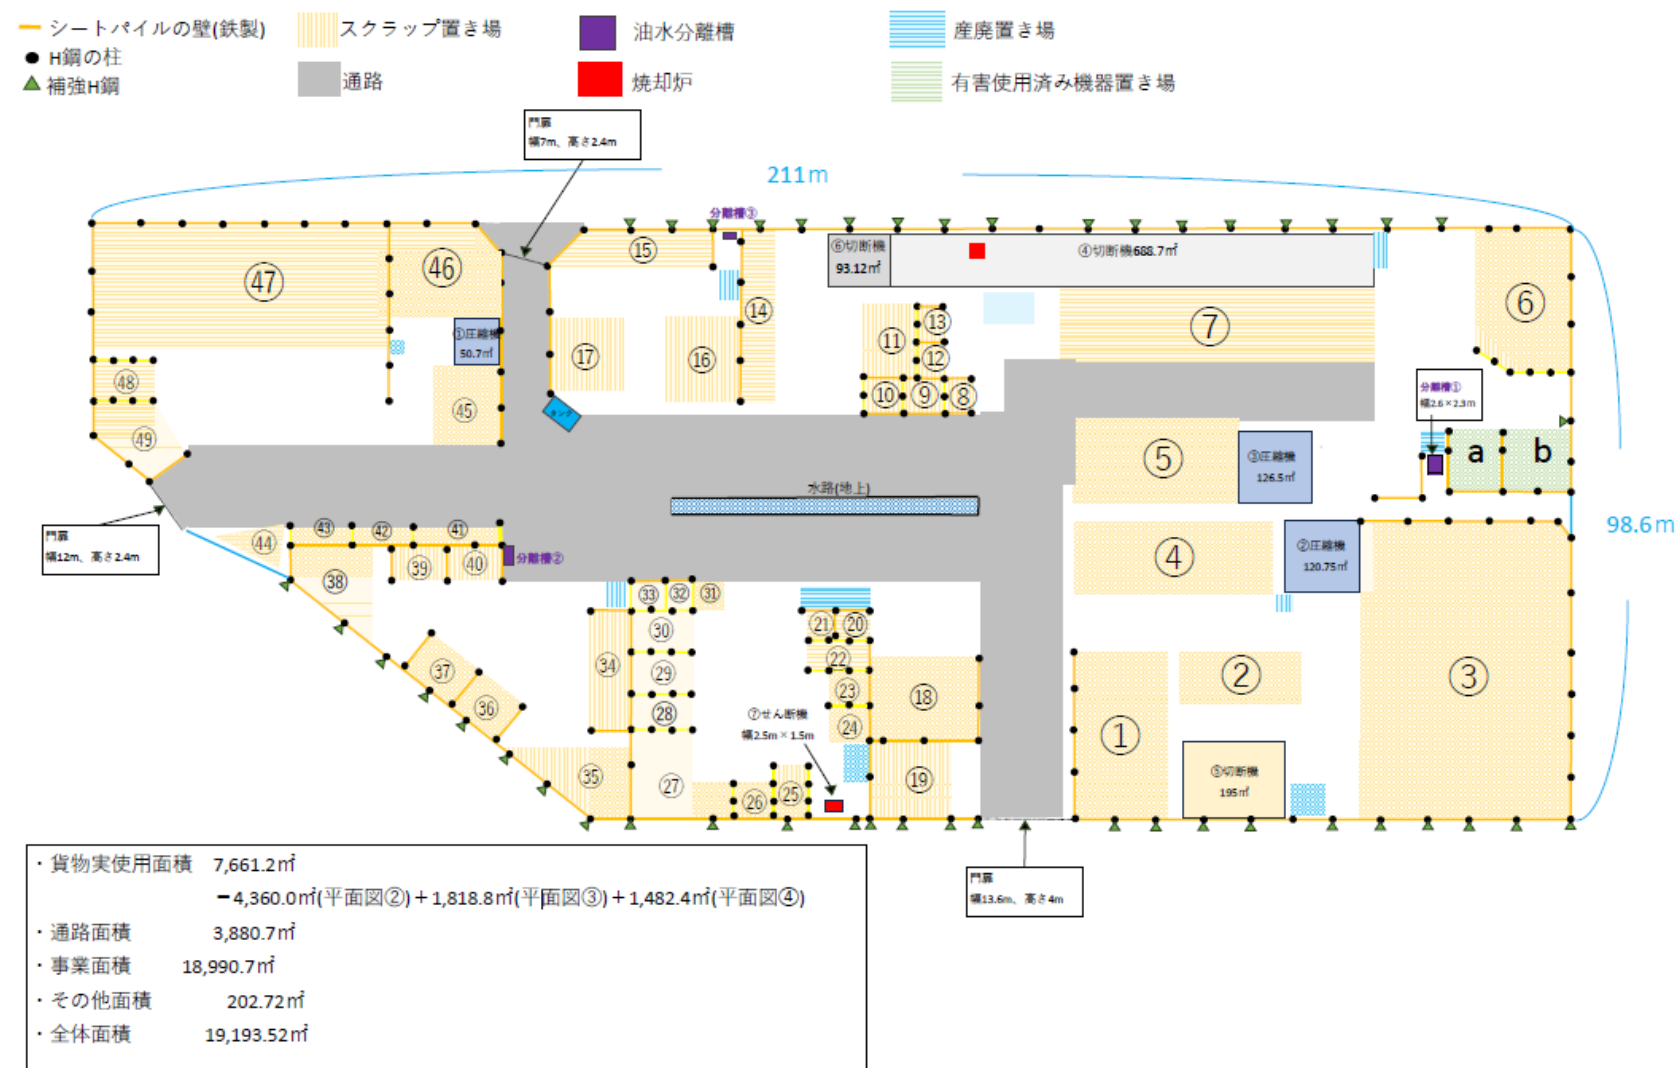 シートパイルの壁(鉄製)
スクラップ置き場
油水分離槽
産廃置き場
H鋼の柱
補強H鋼
通路
焼却炉
有害使用済み機器置き場
門扉
幅7m、高さ2.4m
211m
分離槽③
⑮
⑥切断機
93.12㎡
④切断機688.7㎡
㊼
㊻
⑭
⑥
⑬
⑦
①圧縮機
50.7㎡
⑰
⑯
⑪
⑫
㊽
⑩
⑨
⑧
分離槽①
幅2.6×2.3m
㊺
タンク
㊾
⑤
③圧縮機
126.5㎡
a
b
水路(地上)
98.6m
門扉
幅12m、高さ2.4m
㊹
㊸
㊷
㊶
分離槽②
④
②圧縮機
120.75㎡
㊳
㊴
㊵
㉝
㉜
㉛
㉚
㉑
⑳
㉞
㉒
㊲
㉙
㉓
⑱
②
③
㊱
㉘
⑦せん断機
幅2.5m×1.5m
㉔
①
㉟
㉗
㉖
㉕
⑲
⑤切断機
195㎡
門扉
幅13.6m、高さ4m
・貨物実使用面積 7,661.2㎡
－4,360.0㎡(平面図②)＋1,818.8㎡(平面図③)＋1,482.4㎡(平面図④)
・通路面積 3,880.7㎡
・事業面積 18,990.7㎡
・その他面積 202.72㎡
・全体面積 19,193.52㎡